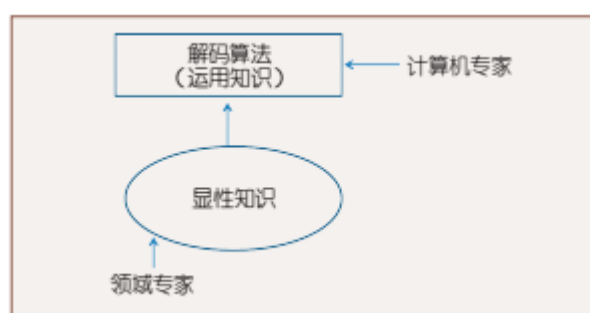 解码算法
（运用知识）
计算机专家
显性知识
领域专家